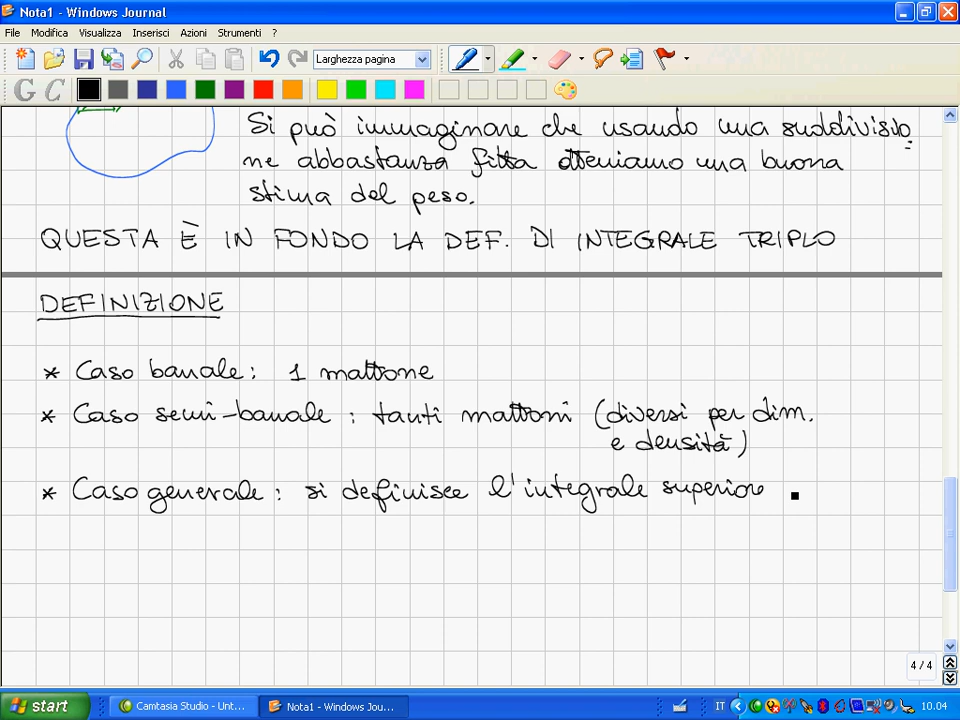 Nota1 - Windows Journal
File Modifica Visualizza Inserisci Azioni Strumenti ?
Larghezza pagina
G C
Si può immaginare che usando una suddivisio
ne abbastanza fitta otteniamo una buona
stima del peso.
QUESTA È IN FONDO LA DEF. DI INTEGRALE TRIPLO
DEFINIZIONE
* Caso banale: 1 mattone
* Caso semi-banale: tanti mattoni (diversi per dim.
e densità)
* Caso generale: si definisce l'integrale superiore
4 / 4
start Camtasia Studio - Unt... Nota1 - Windows Jou... IT 10.04